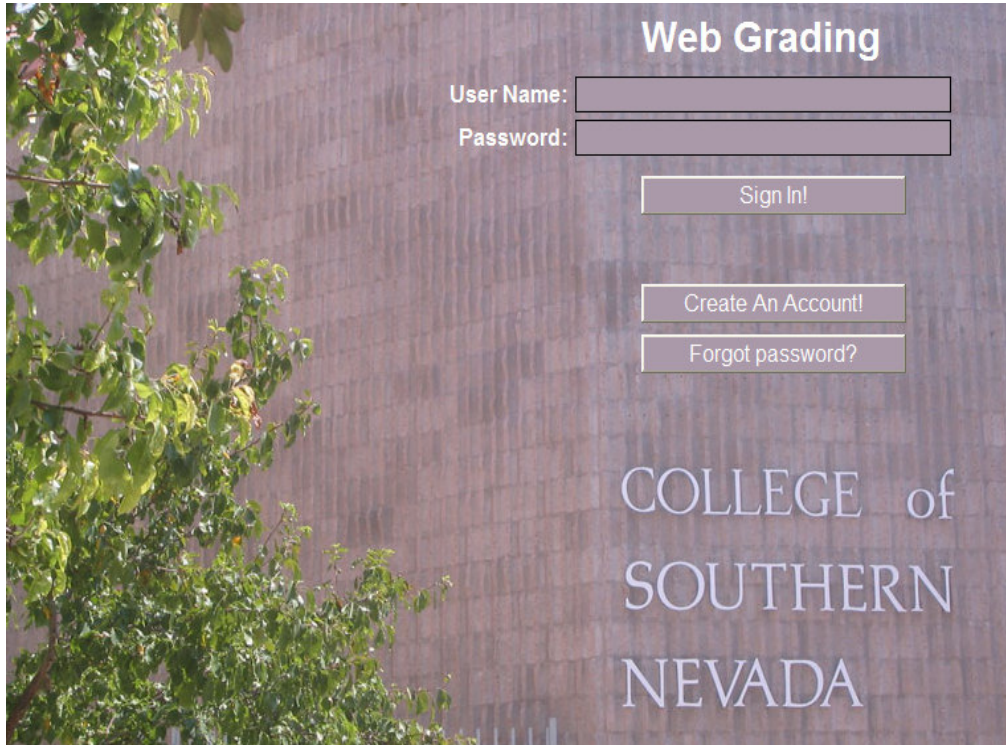 Web Grading
User Name:
Password:
Sign In!
Create An Account!
Forgot password?
COLLEGE of
SOUTHERN
NEVADA